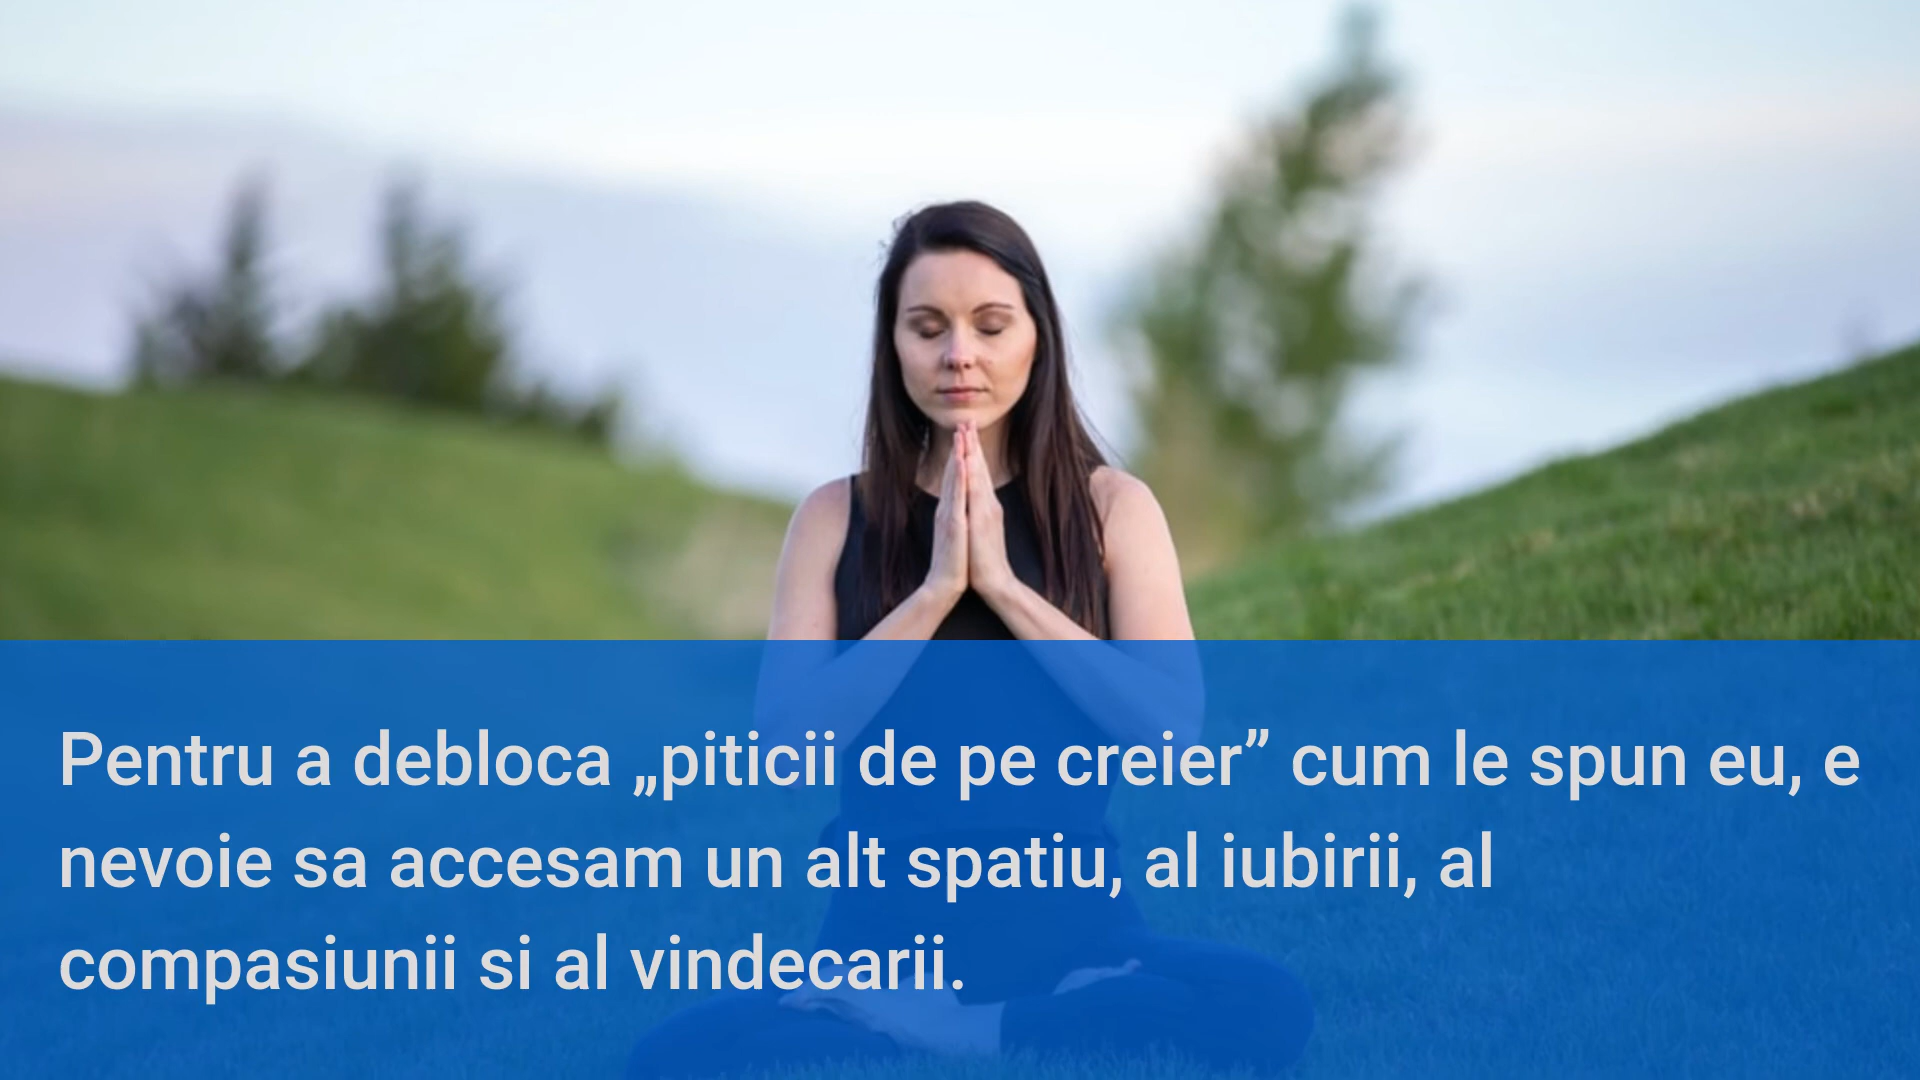 Pentru a debloca „piticii de pe creier” cum le spun eu, e
nevoie sa accesam un alt spatiu, al iubirii, al
compasiunii si al vindecarii.